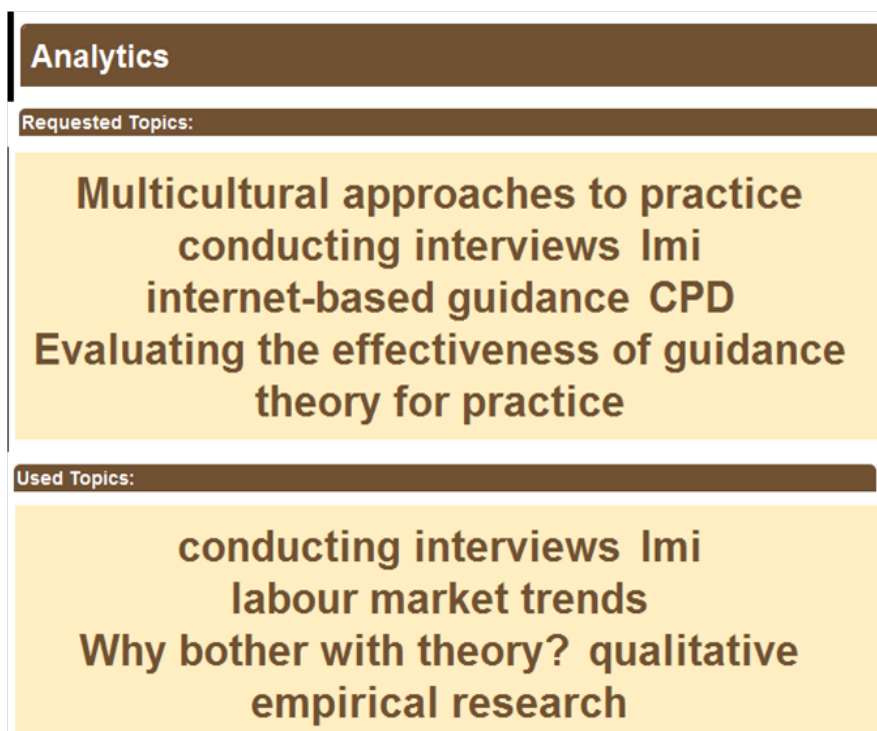 Analytics
Requested Topics:
Multicultural approaches to practice
conducting interviews lmi
internet-based guidance CPD
Evaluating the effectiveness of guidance
theory for practice
Used Topics:
conducting interviews lmi
labour market trends
Why bother with theory? qualitative
empirical research